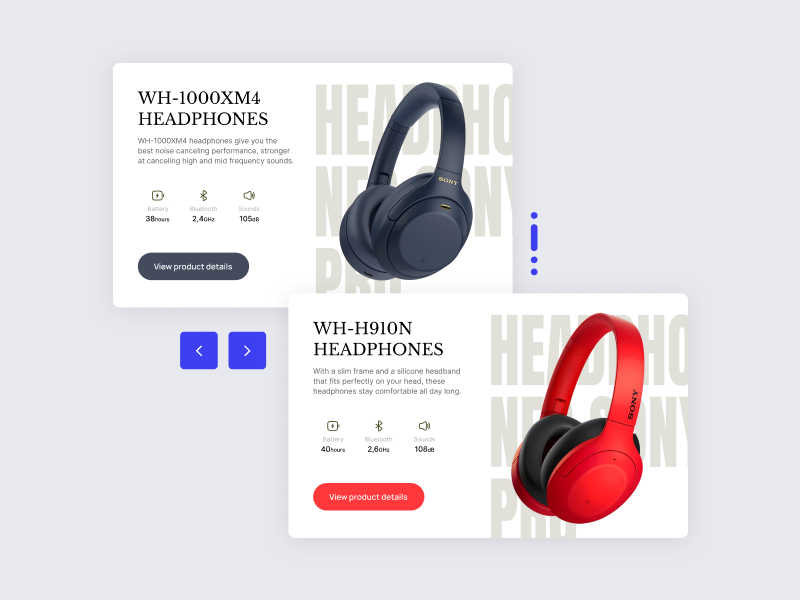 WH-1000XM4
HEADPHONES
WH-1000XM4 headphones give you the
best noise canceling performance, stronger
at canceling high and mid frequency sounds.
Battery
38hours
Bluetooth
2,4GHz
Sounds
105dB
View product details
HEADPHO
NES SONY
PRO
SONY
WH-H910N
HEADPHONES
With a slim frame and a silicone headband
that fits perfectly on your head, these
headphones stay comfortable all day long.
Battery
40hours
Bluetooth
2,6GHz
Sounds
108dB
View product details
HEADPHO
NES SONY
PRO
SONY